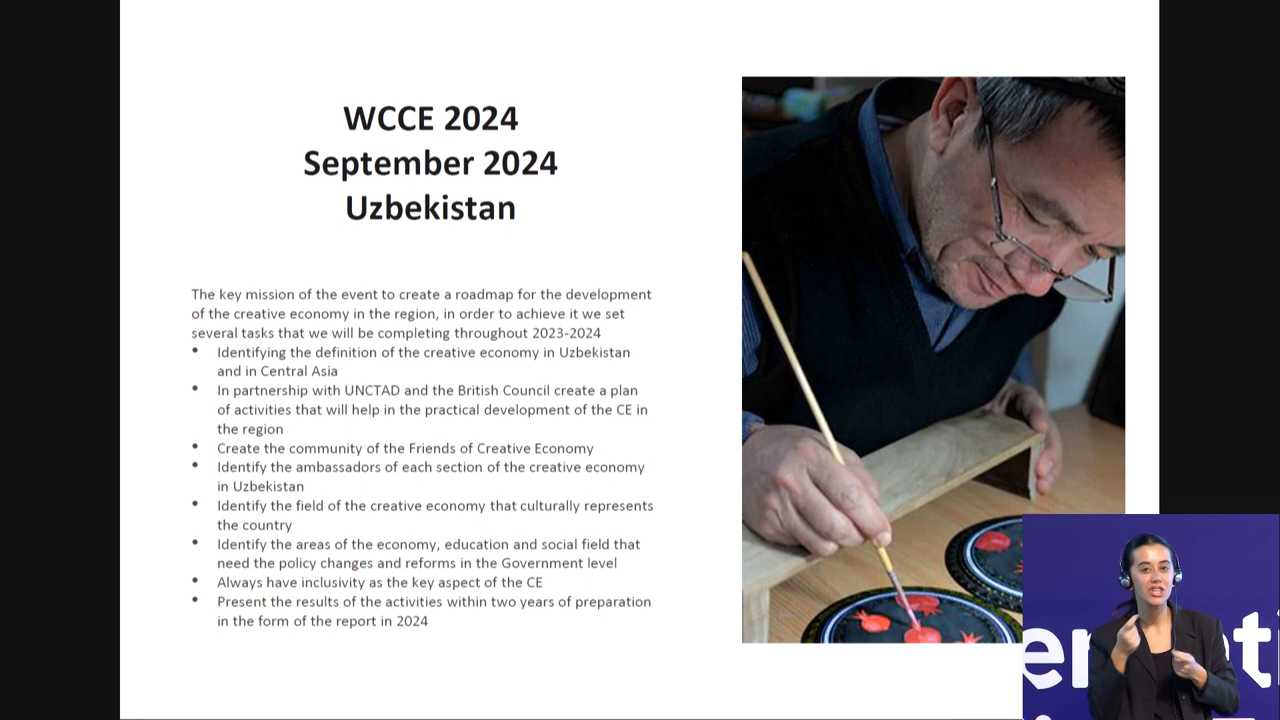 WCCE 2024
September 2024
Uzbekistan
The key mission of the event to create a roadmap for the development
of the creative economy in the region, in order to achieve it we set
several tasks that we will be completing throughout 2023-2024
• Identifying the definition of the creative economy in Uzbekistan
and in Central Asia
• In partnership with UNCTAD and the British Council create a plan
of activities that will help in the practical development of the CE in
the region
• Create the community of the Friends of Creative Economy
• Identify the ambassadors of each section of the creative economy
in Uzbekistan
• Identify the field of the creative economy that culturally represents
the country
• Identify the areas of the economy, education and social field that
need the policy changes and reforms in the Government level
• Always have inclusivity as the key aspect of the CE
• Present the results of the activities within two years of preparation
in the form of the report in 2024